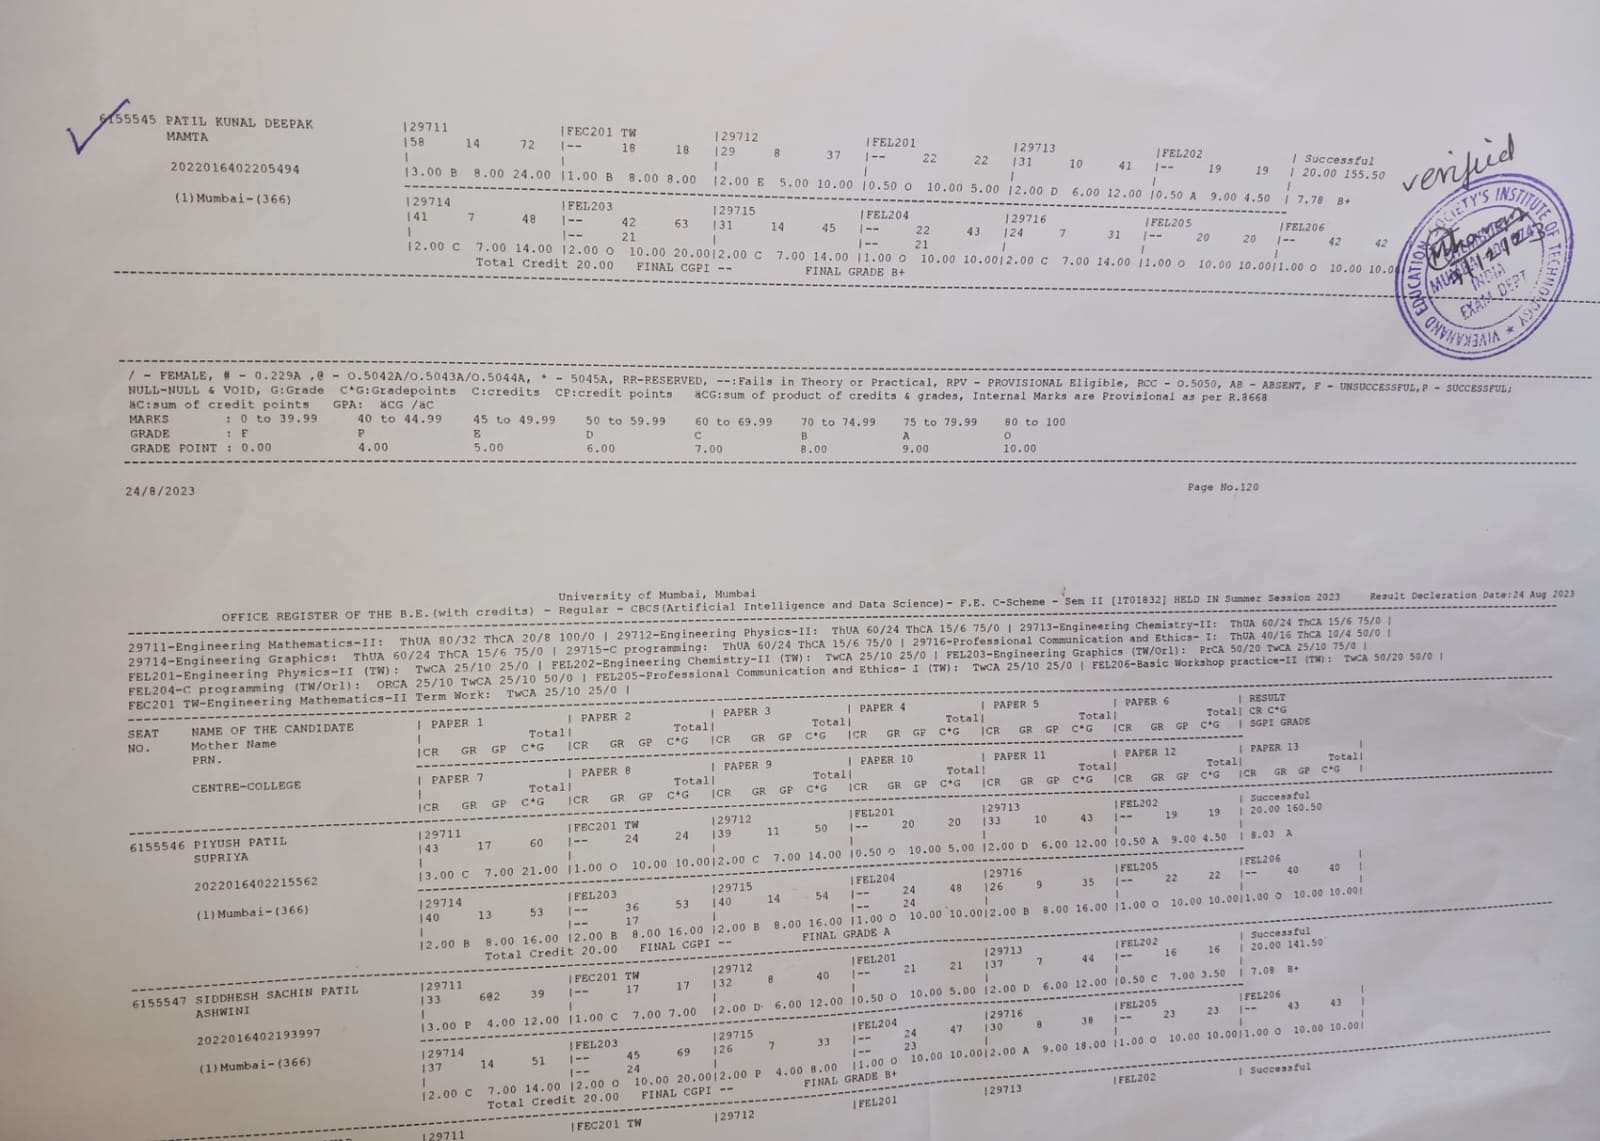 6155545 PATIL KUNAL DEEPAK |29711 |FEC201 TW |29712 |FEL201 |29713 |FEL202
MAMTA |58 14 72 |-- 18 18 |29 8 37 |-- 22 22 |31 10 41 |-- 19 19 | Successful
| 20.00 155.50
2022016402205494 |3.00 B 8.00 24.00 |1.00 B 8.00 8.00 |2.00 E 5.00 10.00 |0.50 O 10.00 5.00 |2.00 D 6.00 12.00 |0.50 A 9.00 4.50 | 7.78 B+
verified
(1)Mumbai-(366) |29714 |FEL203 |29715 |FEL204 |29716 |FEL205 |FEL206
|41 7 48 |-- 42 63 |31 14 45 |-- 22 43 |24 7 31 |-- 20 20 |-- 42 42
21 21
|2.00 C 7.00 14.00 |2.00 O 10.00 20.00|2.00 C 7.00 14.00 |1.00 O 10.00 10.00|2.00 C 7.00 14.00 |1.00 O 10.00 10.00|1.00 O 10.00 10.00
Total Credit 20.00 FINAL CGPI -- FINAL GRADE B+
VIVEKANAND EDUCATION SOCIETY'S INSTITUTE OF TECHNOLOGY
MUMBAI
INDIA
EXAM DEPT
/ - FEMALE, # - 0.229A ,@ - O.5042A/O.5043A/O.5044A, * - 5045A, RR-RESERVED, --:Fails in Theory or Practical, RPV - PROVISIONAL Eligible, RCC - O.5050, AB - ABSENT, F - UNSUCCESSFUL,P - SUCCESSFUL;
NULL-NULL & VOID, G:Grade C*G:Gradepoints C:credits CP:credit points äCG:sum of product of credits & grades, Internal Marks are Provisional as per R.8668
äC:sum of credit points GPA: äCG /äC
MARKS : 0 to 39.99 40 to 44.99 45 to 49.99 50 to 59.99 60 to 69.99 70 to 74.99 75 to 79.99 80 to 100
GRADE : F P E D C B A O
GRADE POINT : 0.00 4.00 5.00 6.00 7.00 8.00 9.00 10.00
24/8/2023 Page No.120
University of Mumbai, Mumbai
OFFICE REGISTER OF THE B.E.(with credits) - Regular - CBCS(Artificial Intelligence and Data Science)- F.E. C-Scheme - Sem II [1T01832] HELD IN Summer Session 2023 Result Decleration Date:24 Aug 2023
29711-Engineering Mathematics-II: ThUA 80/32 ThCA 20/8 100/0 | 29712-Engineering Physics-II: ThUA 60/24 ThCA 15/6 75/0 | 29713-Engineering Chemistry-II: ThUA 60/24 ThCA 15/6 75/0 |
29714-Engineering Graphics: ThUA 60/24 ThCA 15/6 75/0 | 29715-C programming: ThUA 60/24 ThCA 15/6 75/0 | 29716-Professional Communication and Ethics- I: ThUA 40/16 ThCA 10/4 50/0 |
FEL201-Engineering Physics-II (TW): TwCA 25/10 25/0 | FEL202-Engineering Chemistry-II (TW): TwCA 25/10 25/0 | FEL203-Engineering Graphics (TW/Orl): PrCA 50/20 TwCA 25/10 75/0 |
FEL204-C programming (TW/Orl): ORCA 25/10 TwCA 25/10 50/0 | FEL205-Professional Communication and Ethics- I (TW): TwCA 25/10 25/0 | FEL206-Basic Workshop practice-II (TW): TwCA 50/20 50/0 |
FEC201 TW-Engineering Mathematics-II Term Work: TwCA 25/10 25/0 |
SEAT NAME OF THE CANDIDATE | PAPER 1 | PAPER 2 | PAPER 3 | PAPER 4 | PAPER 5 | PAPER 6 | RESULT
NO. Mother Name | Total| Total| Total| Total| Total| Total| CR C*G
PRN. |CR GR GP C*G |CR GR GP C*G |CR GR GP C*G |CR GR GP C*G |CR GR GP C*G |CR GR GP C*G | SGPI GRADE
CENTRE-COLLEGE | PAPER 7 | PAPER 8 | PAPER 9 | PAPER 10 | PAPER 11 | PAPER 12 | PAPER 13 |
| Total| Total| Total| Total| Total| Total| Total|
|CR GR GP C*G |CR GR GP C*G |CR GR GP C*G |CR GR GP C*G |CR GR GP C*G |CR GR GP C*G |CR GR GP C*G |
6155546 PIYUSH PATIL |29711 |FEC201 TW |29712 |FEL201 |29713 |FEL202 | Successful
SUPRIYA |43 17 60 |-- 24 24 |39 11 50 |-- 20 20 |33 10 43 |-- 19 19 | 20.00 160.50
2022016402215562 |3.00 C 7.00 21.00 |1.00 O 10.00 10.00|2.00 C 7.00 14.00 |0.50 O 10.00 5.00 |2.00 D 6.00 12.00 |0.50 A 9.00 4.50 | 8.03 A
(1)Mumbai-(366) |29714 |FEL203 |29715 |FEL204 |29716 |FEL205 |FEL206 |
|40 13 53 |-- 36 53 |40 14 54 |-- 24 48 |26 9 35 |-- 22 22 |-- 40 40 |
17 24
|2.00 B 8.00 16.00 |2.00 B 8.00 16.00 |2.00 B 8.00 16.00 |1.00 O 10.00 10.00|2.00 B 8.00 16.00 |1.00 O 10.00 10.00|1.00 O 10.00 10.00|
Total Credit 20.00 FINAL CGPI -- FINAL GRADE A
6155547 SIDDHESH SACHIN PATIL |29711 |FEC201 TW |29712 |FEL201 |29713 |FEL202 | Successful
ASHWINI |33 6@2 39 |-- 17 17 |32 8 40 |-- 21 21 |37 7 44 |-- 16 16 | 20.00 141.50
2022016402193997 |3.00 P 4.00 12.00 |1.00 C 7.00 7.00 |2.00 D 6.00 12.00 |0.50 O 10.00 5.00 |2.00 D 6.00 12.00 |0.50 C 7.00 3.50 | 7.08 B+
(1)Mumbai-(366) |29714 |FEL203 |29715 |FEL204 |29716 |FEL205 |FEL206 |
|37 14 51 |-- 45 69 |26 7 33 |-- 24 47 |30 8 38 |-- 23 23 |-- 43 43 |
24 23
|2.00 C 7.00 14.00 |2.00 O 10.00 20.00|2.00 P 4.00 8.00 |1.00 O 10.00 10.00|2.00 A 9.00 18.00 |1.00 O 10.00 10.00|1.00 O 10.00 10.00|
Total Credit 20.00 FINAL CGPI -- FINAL GRADE B+
|29711 |FEC201 TW |29712 |FEL201 |29713 |FEL202 | Successful